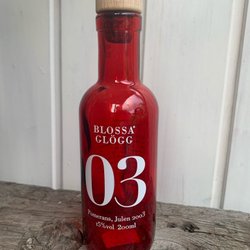 BLOSSA
GLÖGG
03
Pomerans, Julen 2003
15%vol 200ml